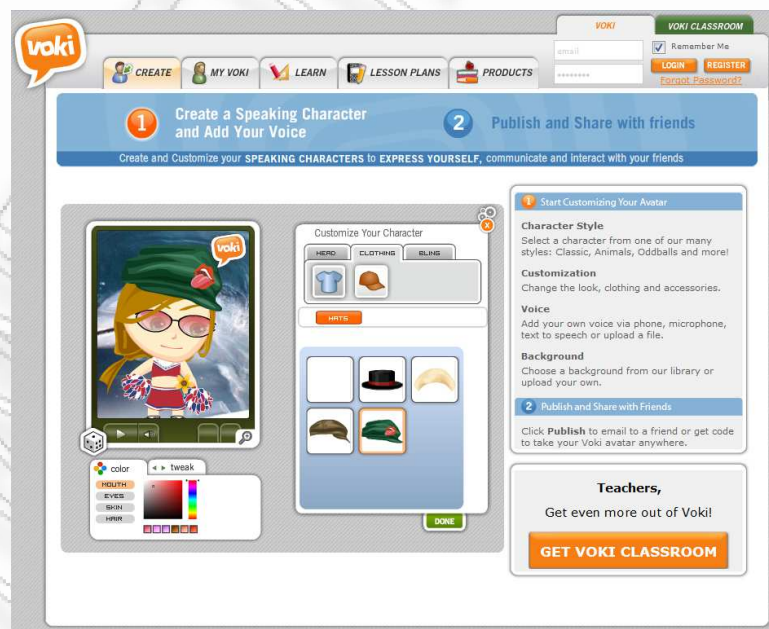 voki
VOKI
VOKI CLASSROOM
email
Remember Me
LOGIN
REGISTER
Forgot Password?
CREATE
MY VOKI
LEARN
LESSON PLANS
PRODUCTS
1
Create a Speaking Character
and Add Your Voice
2
Publish and Share with friends
Create and Customize your SPEAKING CHARACTERS to EXPRESS YOURSELF, communicate and interact with your friends
voki
color
tweak
MOUTH
EYES
SKIN
HAIR
X
Customize Your Character
HEAD
CLOTHING
BLING
HATS
DONE
1 Start Customizing Your Avatar
Character Style
Select a character from one of our many
styles: Classic, Animals, Oddballs and more!
Customization
Change the look, clothing and accessories.
Voice
Add your own voice via phone, microphone,
text to speech or upload a file.
Background
Choose a background from our library or
upload your own.
2 Publish and Share with Friends
Click Publish to email to a friend or get code
to take your Voki avatar anywhere.
Teachers,
Get even more out of Voki!
GET VOKI CLASSROOM